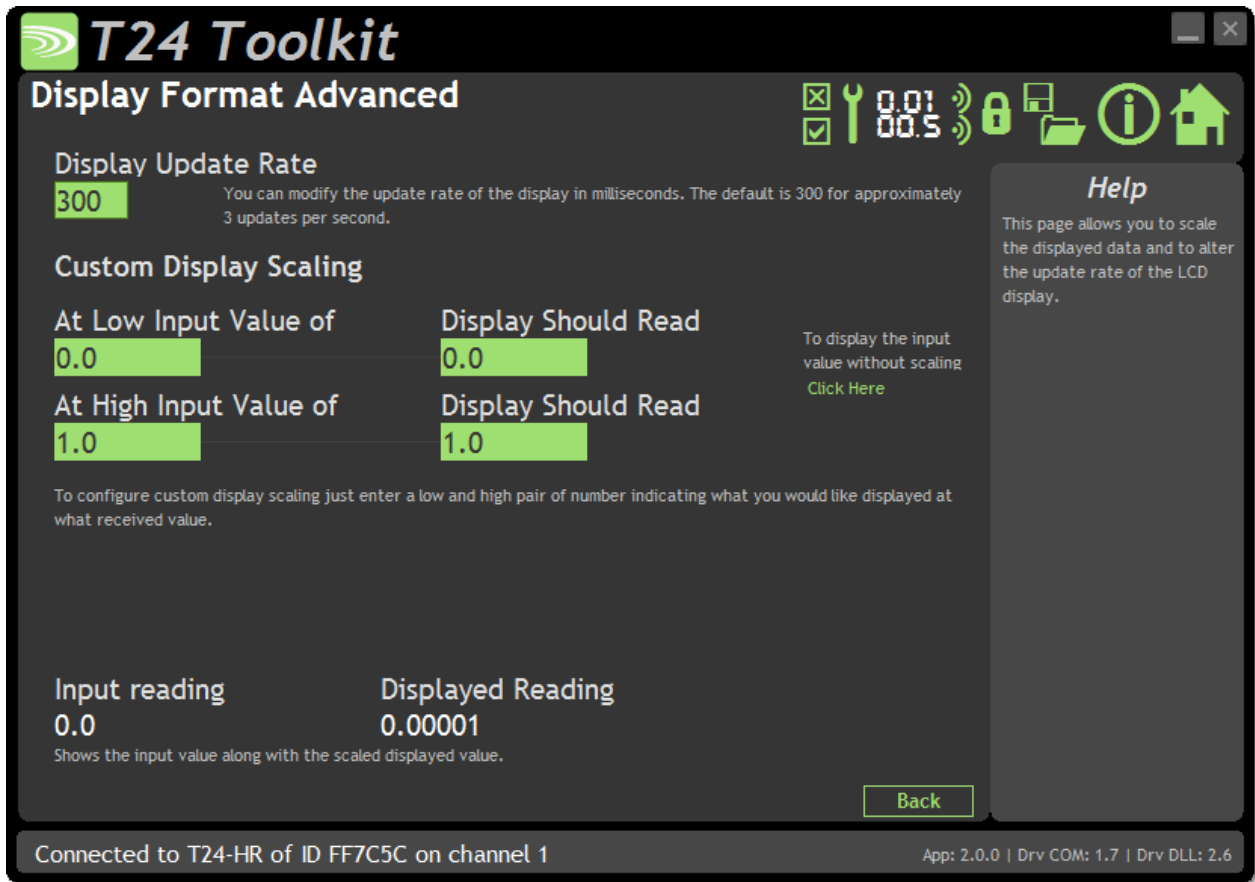 T24 Toolkit
Display Format Advanced
0.01
00.5
Display Update Rate
300
You can modify the update rate of the display in milliseconds. The default is 300 for approximately
3 updates per second.
Help
This page allows you to scale
the displayed data and to alter
the update rate of the LCD
display.
Custom Display Scaling
At Low Input Value of
Display Should Read
0.0
0.0
To display the input
value without scaling
Click Here
At High Input Value of
Display Should Read
1.0
1.0
To configure custom display scaling just enter a low and high pair of number indicating what you would like displayed at
what received value.
Input reading
Displayed Reading
0.0
0.00001
Shows the input value along with the scaled displayed value.
Back
Connected to T24-HR of ID FF7C5C on channel 1
App: 2.0.0 | Drv COM: 1.7 | Drv DLL: 2.6